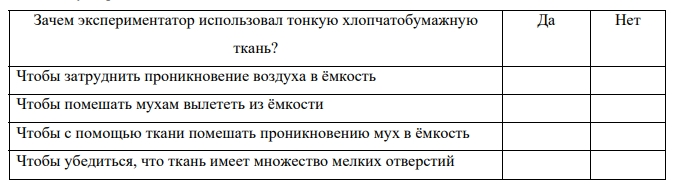 Зачем экспериментатор использовал тонкую хлопчатобумажную Да Нет
ткань?
Чтобы затруднить проникновение воздуха в ёмкость
Чтобы помешать мухам вылететь из ёмкости
Чтобы с помощью ткани помешать проникновению мух в ёмкость
Чтобы убедиться, что ткань имеет множество мелких отверстий